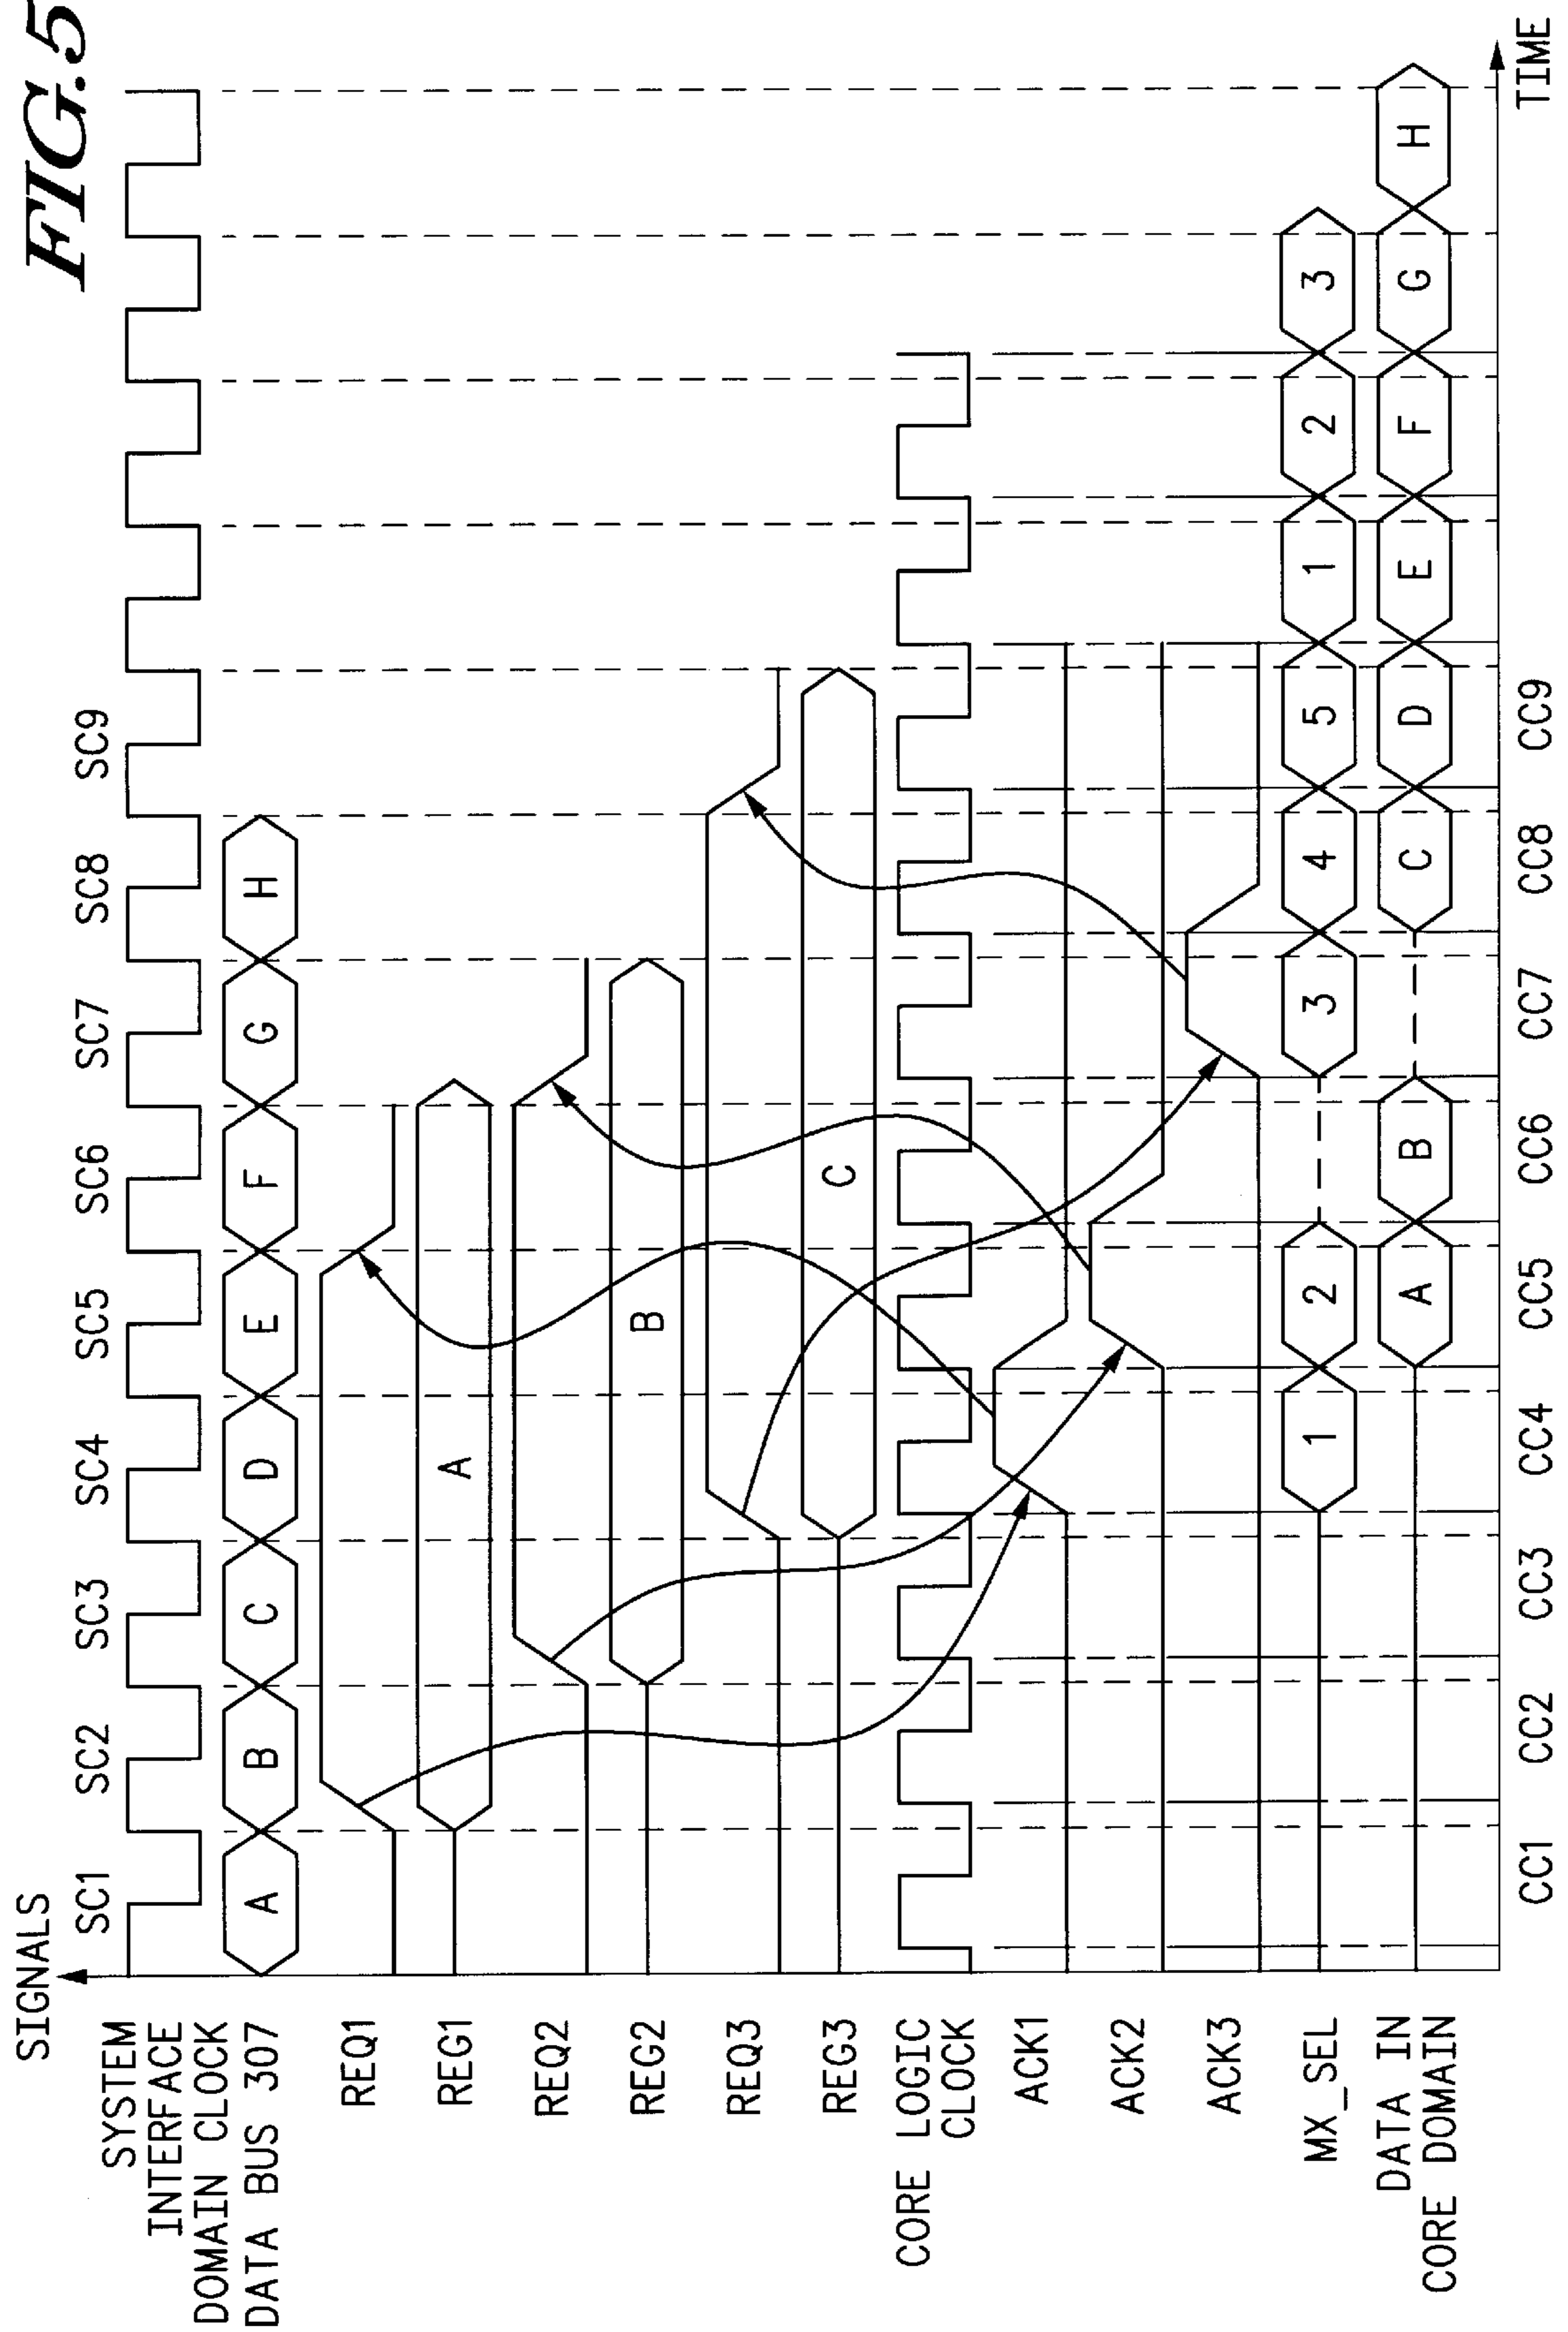 FIG.5
SIGNALS
SC1 SC2 SC3 SC4 SC5 SC6 SC7 SC8 SC9
SYSTEM
INTERFACE
DOMAIN CLOCK
DATA BUS 307 A B C D E F G H
REQ1
REG1 A
REQ2
REG2 B
REQ3
REG3 C
CORE LOGIC
CLOCK
ACK1
ACK2
ACK3
MX_SEL 1 2 3 4 5 1 2 3
DATA IN
CORE DOMAIN A B C D E F G H
CC1 CC2 CC3 CC4 CC5 CC6 CC7 CC8 CC9
TIME